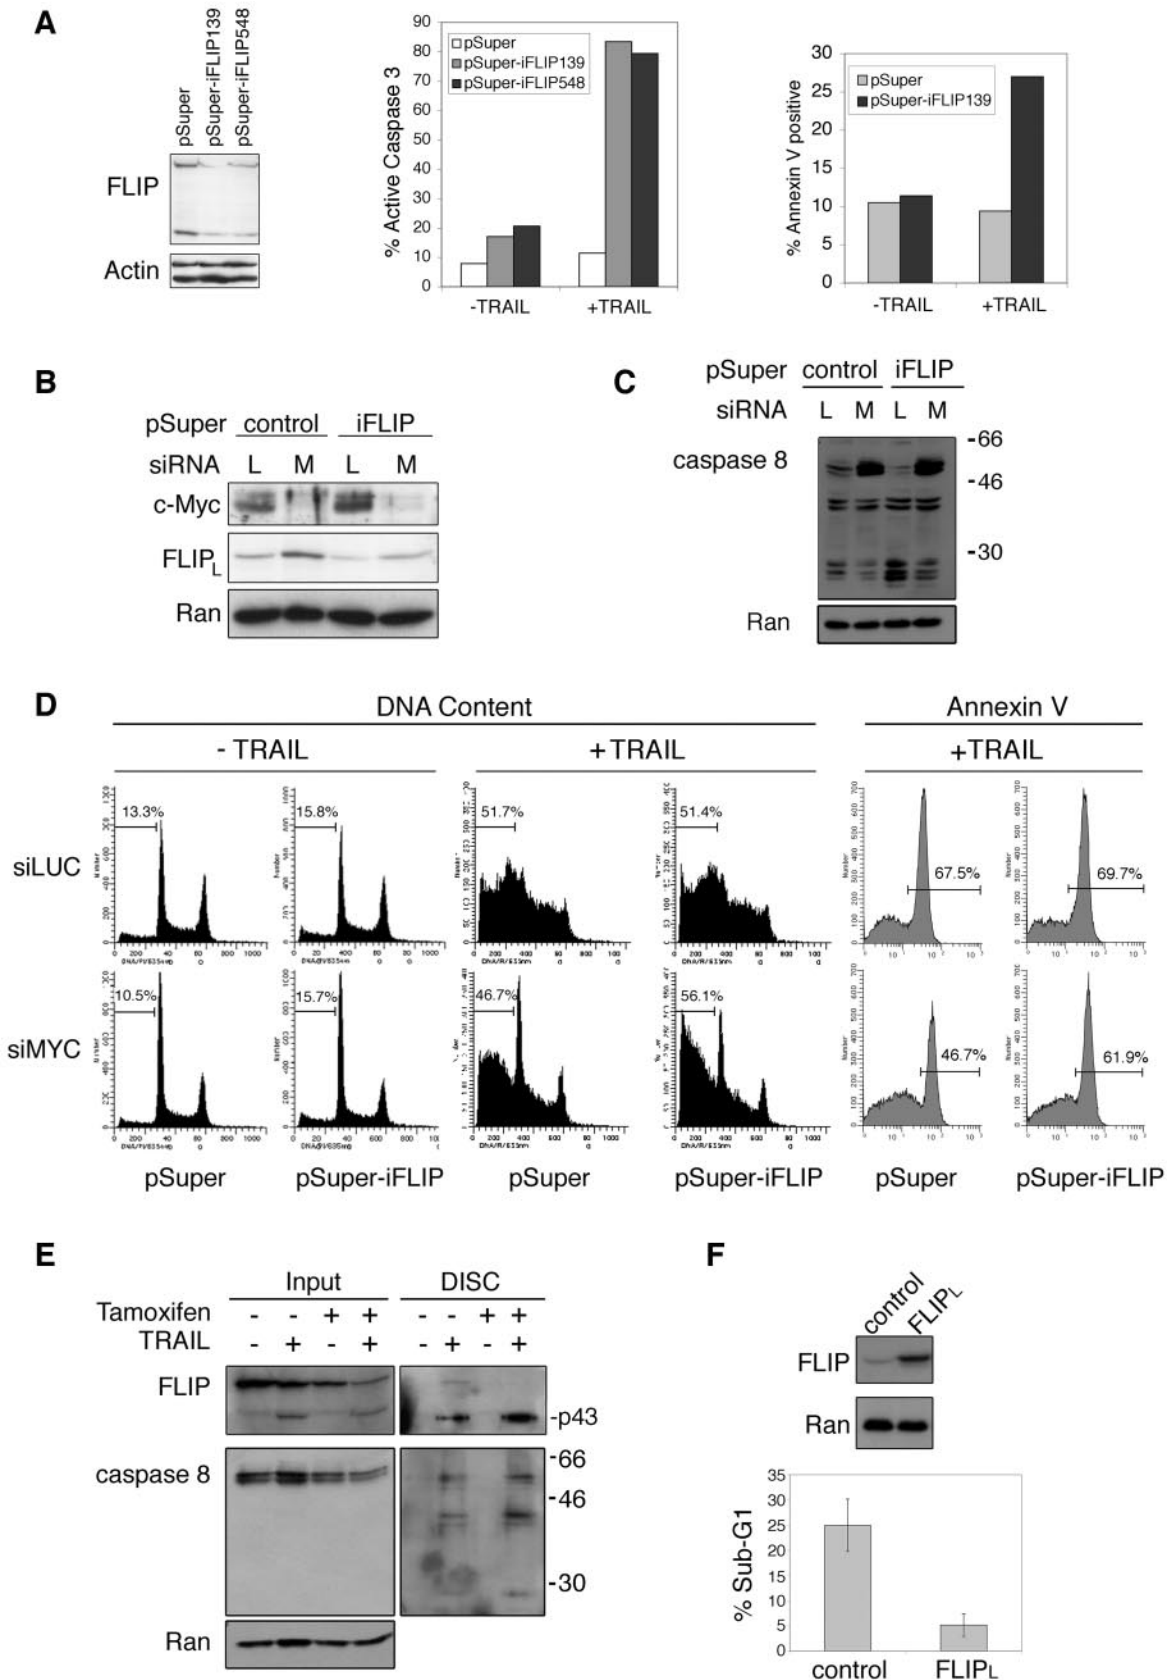 A
pSuper
pSuper-iFLIP139
pSuper-iFLIP548
FLIP
Actin
% Active Caspase 3
90
80
70
60
50
40
30
20
10
0
pSuper
pSuper-iFLIP139
pSuper-iFLIP548
-TRAIL
+TRAIL
% Annexin V positive
30
25
20
15
10
5
0
pSuper
pSuper-iFLIP139
-TRAIL
+TRAIL
B
pSuper control iFLIP
siRNA L M L M
c-Myc
FLIPL
Ran
C
pSuper control iFLIP
siRNA L M L M
caspase 8
-66
-46
-30
Ran
D
DNA Content
Annexin V
- TRAIL
+ TRAIL
+TRAIL
siLUC
13.3%
15.8%
51.7%
51.4%
67.5%
69.7%
siMYC
10.5%
15.7%
46.7%
56.1%
46.7%
61.9%
pSuper
pSuper-iFLIP
pSuper
pSuper-iFLIP
pSuper
pSuper-iFLIP
E
Input
DISC
Tamoxifen - - + + - - + +
TRAIL - + - + - + - +
FLIP
-p43
caspase 8
-66
-46
-30
Ran
F
control
FLIPL
FLIP
Ran
% Sub-G1
35
30
25
20
15
10
5
0
control
FLIPL